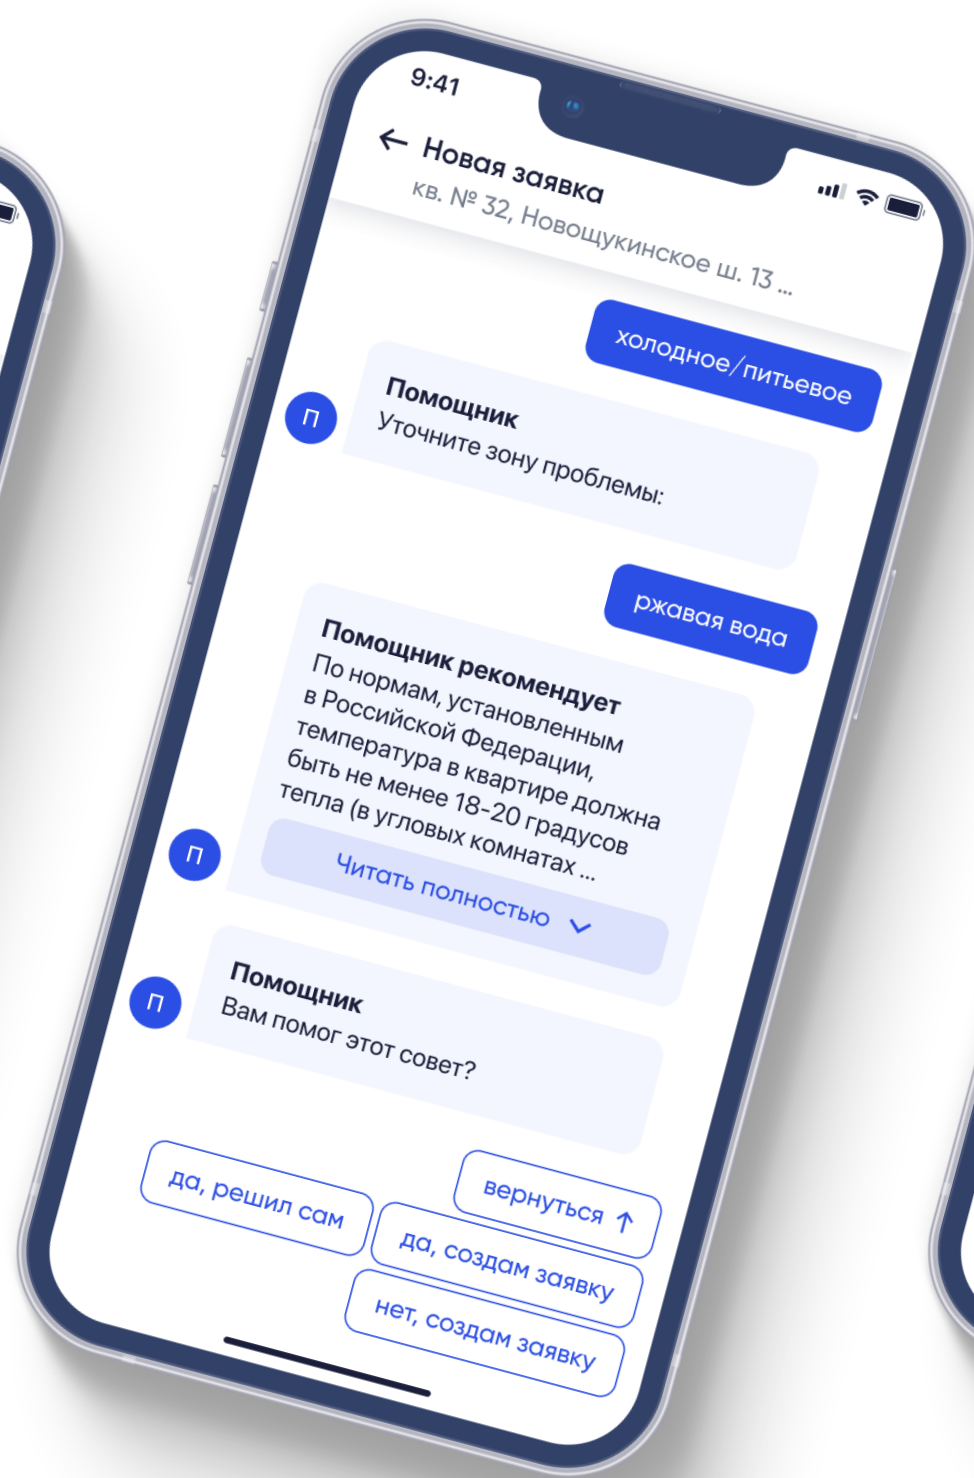 9:41
← Новая заявка
кв. № 32, Новощукинское ш. 13 ...
холодное/питьевое
П
Помощник
Уточните зону проблемы:
ржавая вода
П
Помощник рекомендует
По нормам, установленным
в Российской Федерации,
температура в квартире должна
быть не менее 18-20 градусов
тепла (в угловых комнатах ...
Читать полностью
П
Помощник
Вам помог этот совет?
вернуться ↑
да, решил сам
да, создам заявку
нет, создам заявку